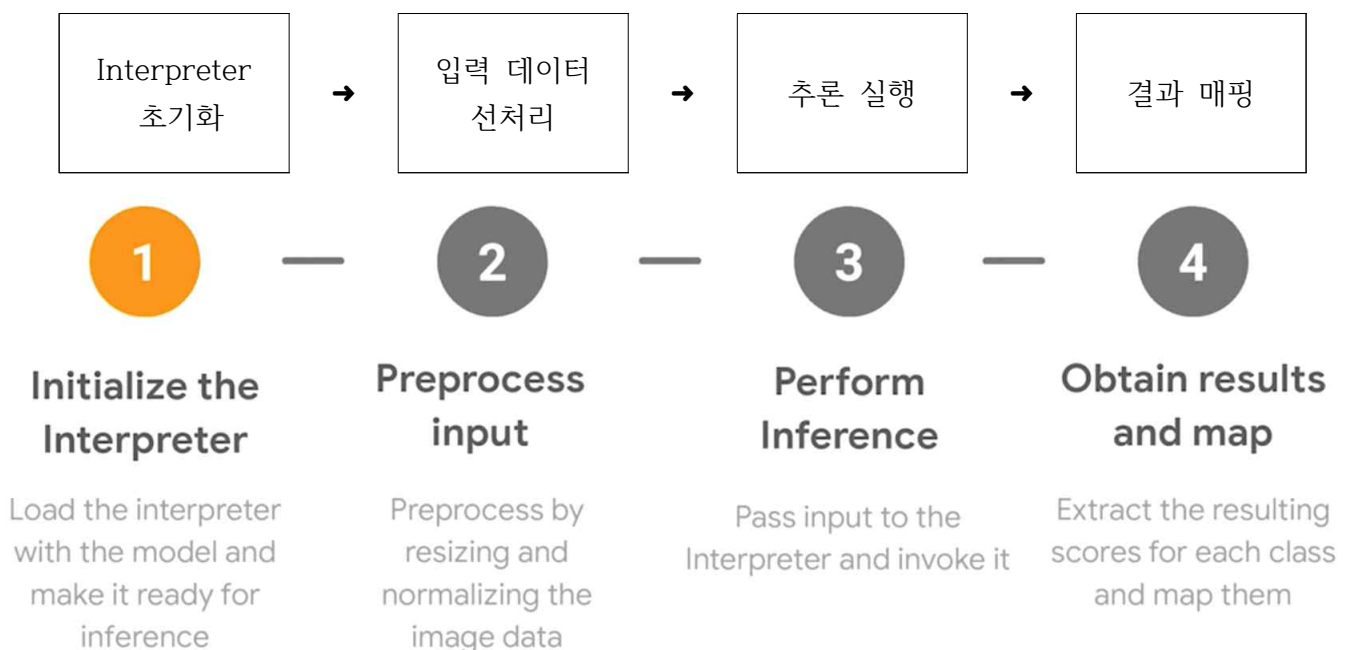 Interpreter
초기화
➜
입력 데이터
선처리
➜
추론 실행
➜
결과 매핑
1
2
3
4
Initialize the
Interpreter
Preprocess
input
Perform
Inference
Obtain results
and map
Load the interpreter
with the model and
make it ready for
inference
Preprocess by
resizing and
normalizing the
image data
Pass input to the
Interpreter and invoke it
Extract the resulting
scores for each class
and map them